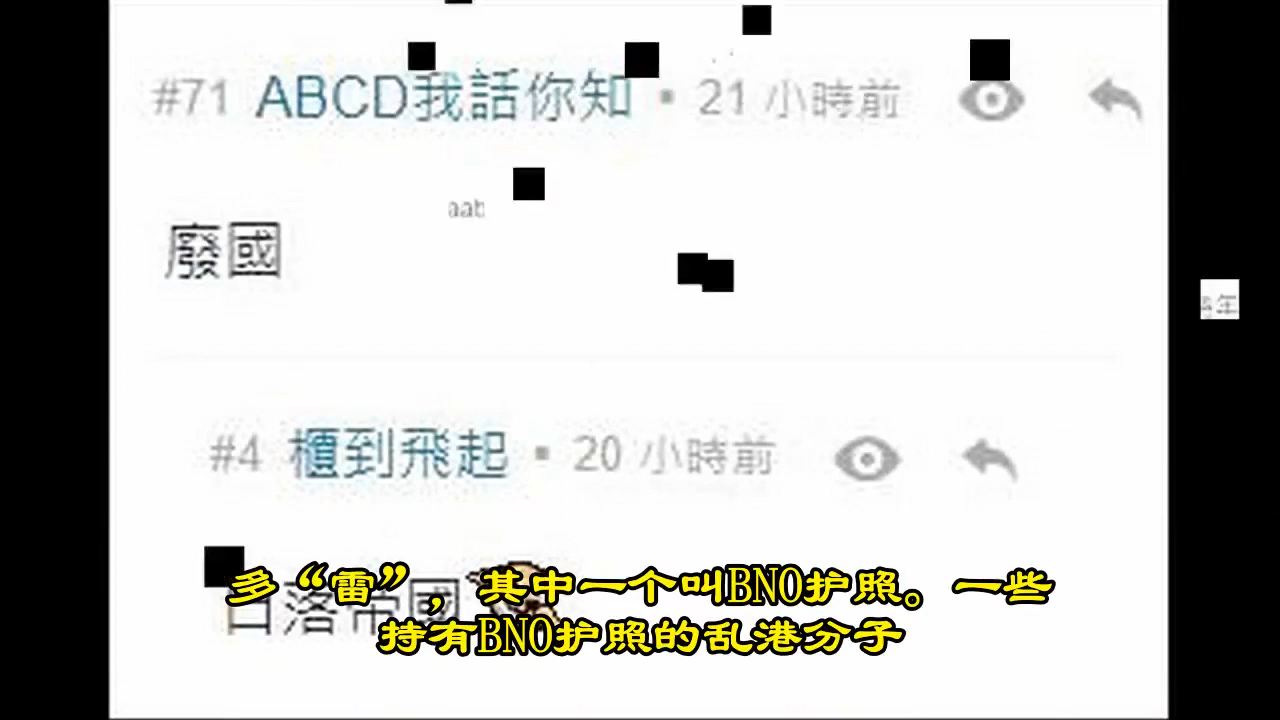 #71 ABCD我話你知 ▪ 21 小時前
aab
廢國
年
#4 櫃到飛起 ▪ 20 小時前
日落帝國
多“雷”，其中一个叫BNO护照。一些
持有BNO护照的乱港分子